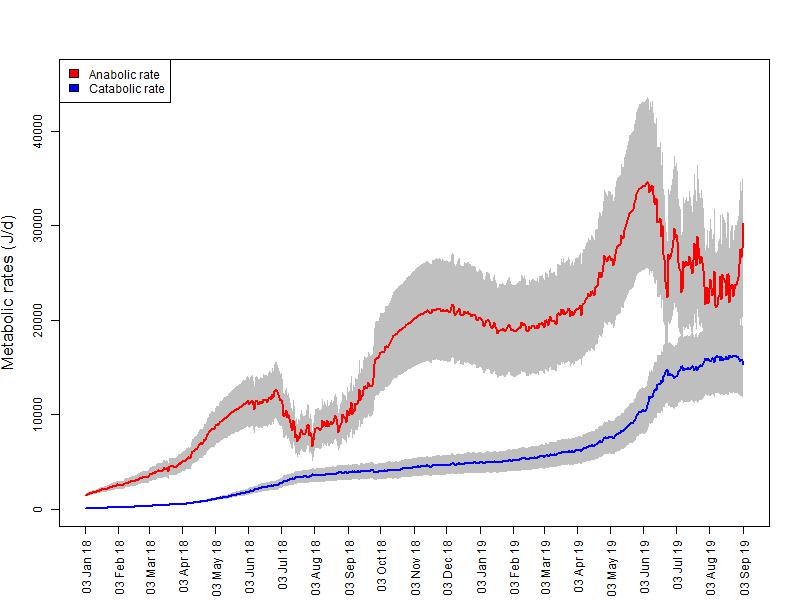 Anabolic rate
Catabolic rate
Metabolic rates (J/d)
40000
30000
20000
10000
0
03 Jan 18
03 Feb 18
03 Mar 18
03 Apr 18
03 May 18
03 Jun 18
03 Jul 18
03 Aug 18
03 Sep 18
03 Oct 18
03 Nov 18
03 Dec 18
03 Jan 19
03 Feb 19
03 Mar 19
03 Apr 19
03 May 19
03 Jun 19
03 Jul 19
03 Aug 19
03 Sep 19